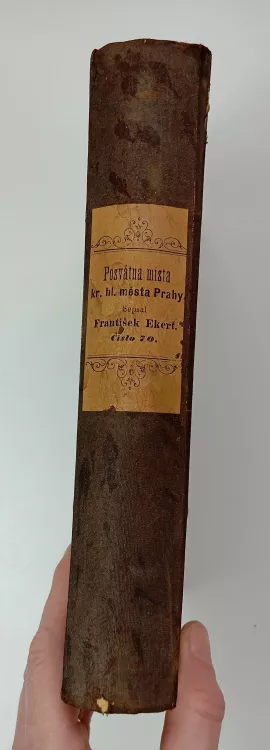 Posvátná místa
kr. hl. města Prahy.
Sepsal
František Ekert.
Číslo 70.